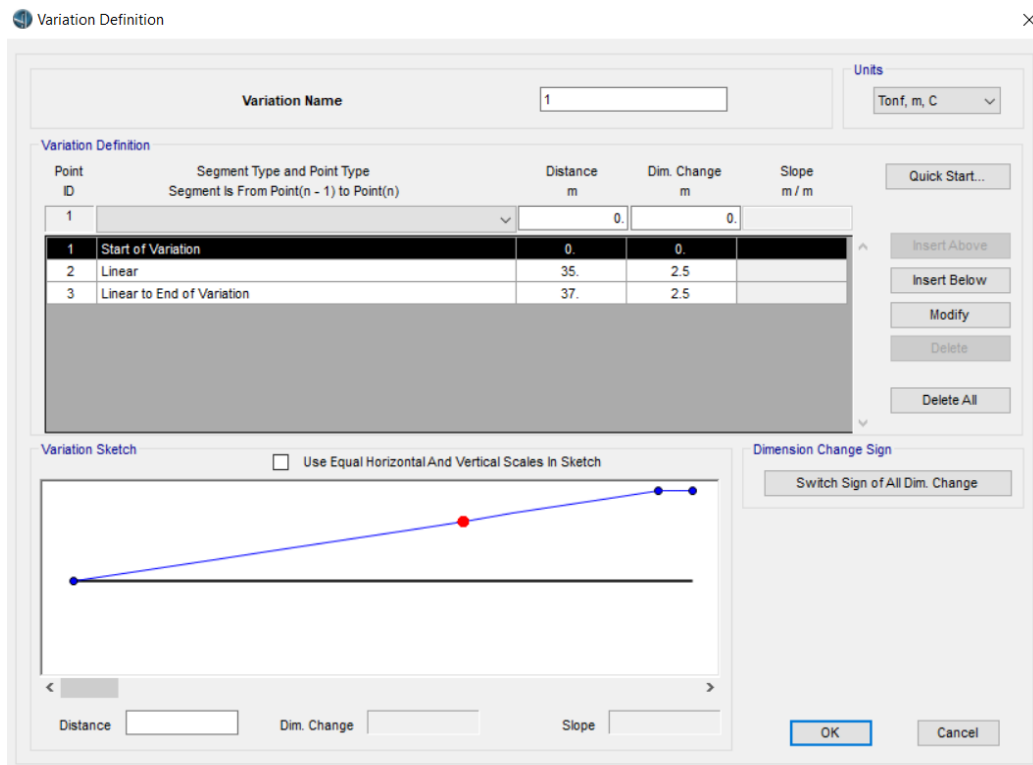 Variation Definition
Units
Variation Name 1 Tonf, m, C
Variation Definition
Point Segment Type and Point Type Distance Dim. Change Slope
ID Segment Is From Point(n - 1) to Point(n) m m m / m
Quick Start...
1 0. 0.
1 Start of Variation 0. 0.
Insert Above
2 Linear 35. 2.5
Insert Below
3 Linear to End of Variation 37. 2.5
Modify
Delete
Delete All
Variation Sketch
Use Equal Horizontal And Vertical Scales In Sketch
Dimension Change Sign
Switch Sign of All Dim. Change
Distance Dim. Change Slope
OK Cancel